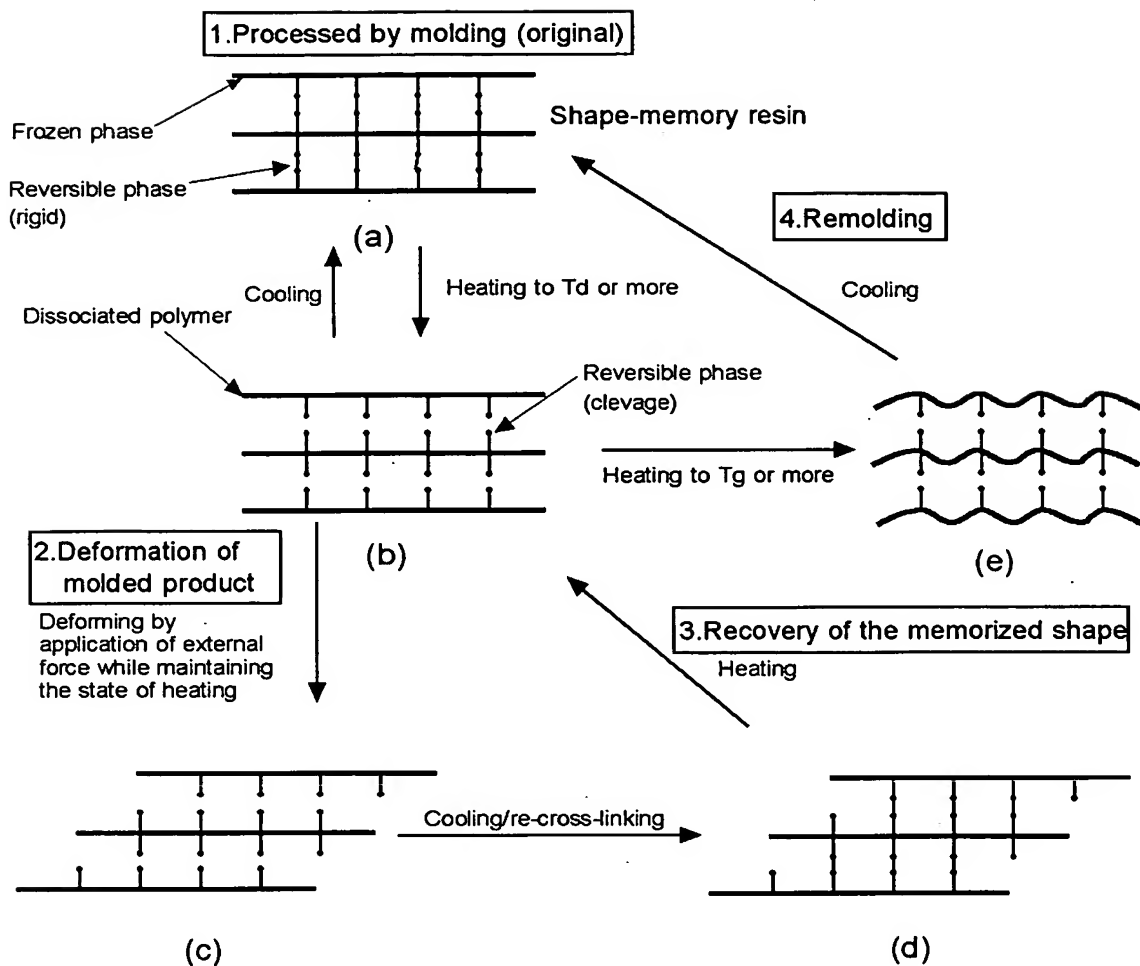 1.Processed by molding (original)
Frozen phase
Shape-memory resin
Reversible phase
(rigid)
(a)
4.Remolding
Cooling
Heating to Td or more
Cooling
Dissociated polymer
Reversible phase
(clevage)
Heating to Tg or more
2.Deformation of
molded product
(b)
(e)
Deforming by
application of external
force while maintaining
the state of heating
3.Recovery of the memorized shape
Heating
Cooling/re-cross-linking
(c)
(d)